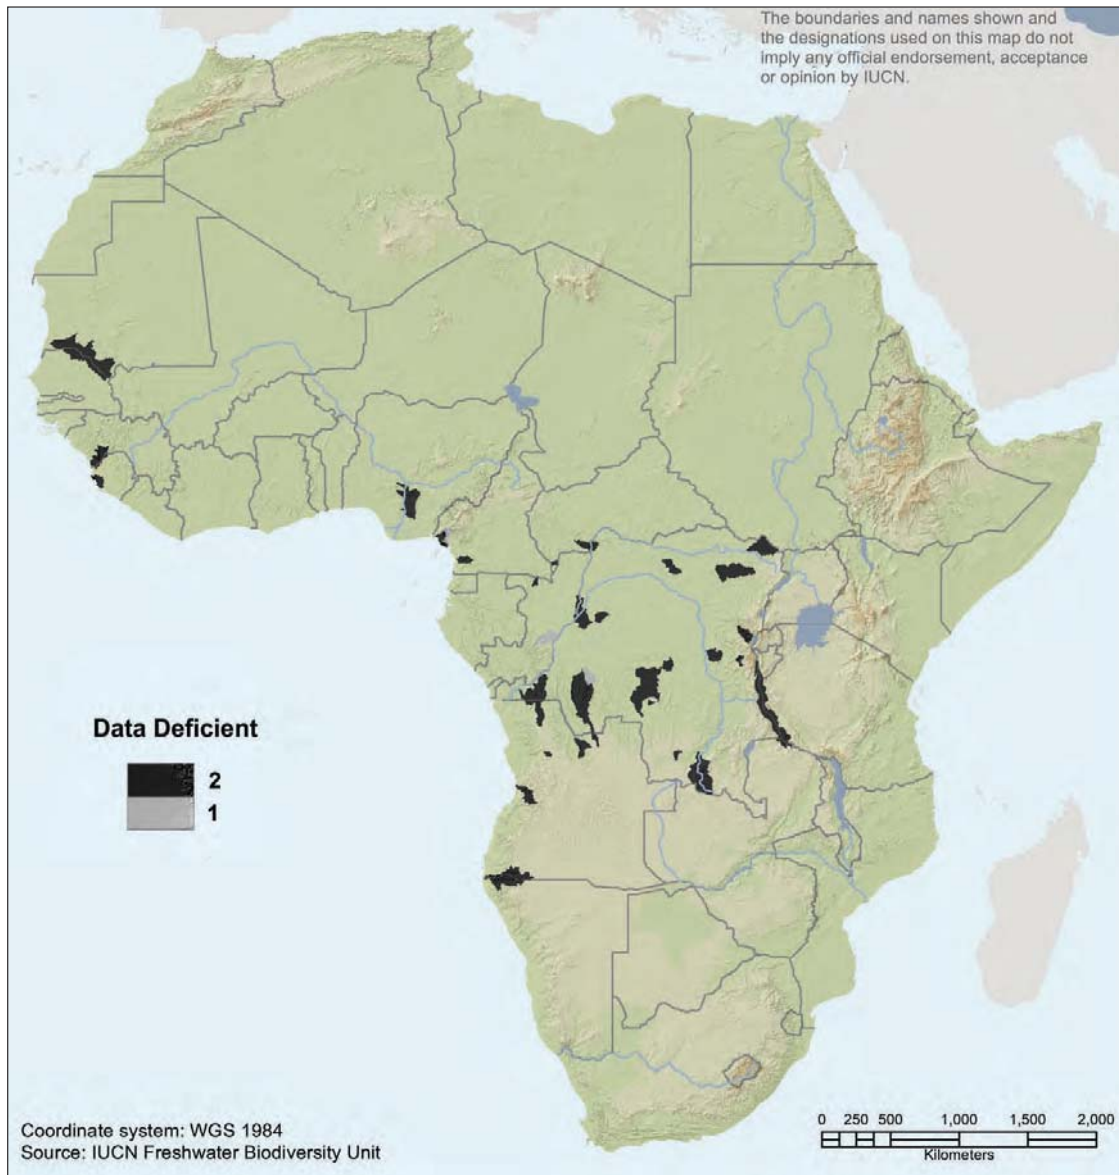 The boundaries and names shown and
the designations used on this map do not
imply any official endorsement, acceptance
or opinion by IUCN.
Data Deficient
2
1
Coordinate system: WGS 1984
Source: IUCN Freshwater Biodiversity Unit
0 250 500 1,000 1,500 2,000
Kilometers